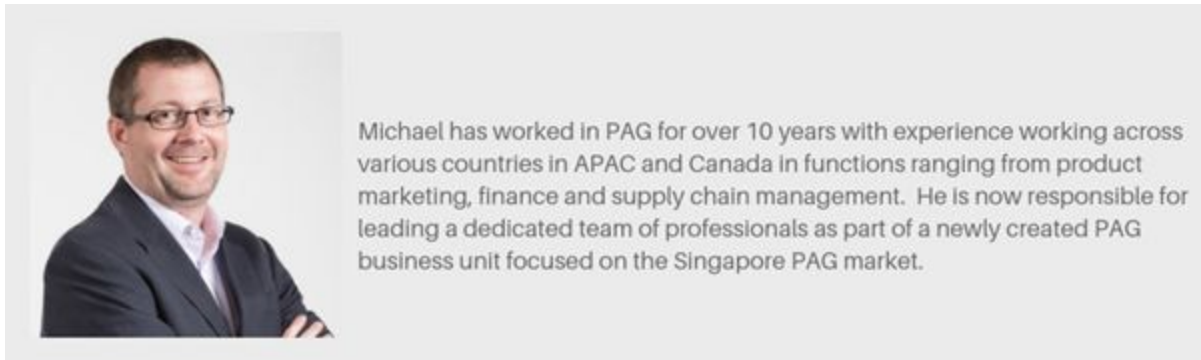 Michael has worked in PAG for over 10 years with experience working across
various countries in APAC and Canada in functions ranging from product
marketing, finance and supply chain management.  He is now responsible for
leading a dedicated team of professionals as part of a newly created PAG
business unit focused on the Singapore PAG market.